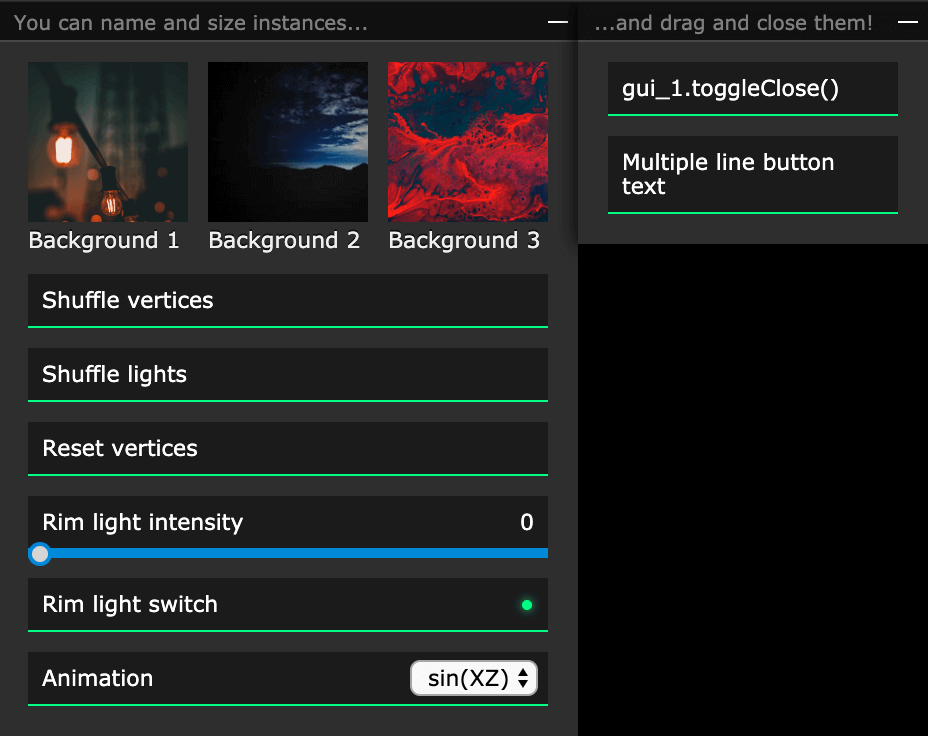 You can name and size instances...
...and drag and close them!
Background 1
Background 2
Background 3
Shuffle vertices
Shuffle lights
Reset vertices
Rim light intensity 0
Rim light switch
Animation sin(XZ)
gui_1.toggleClose()
Multiple line button
text